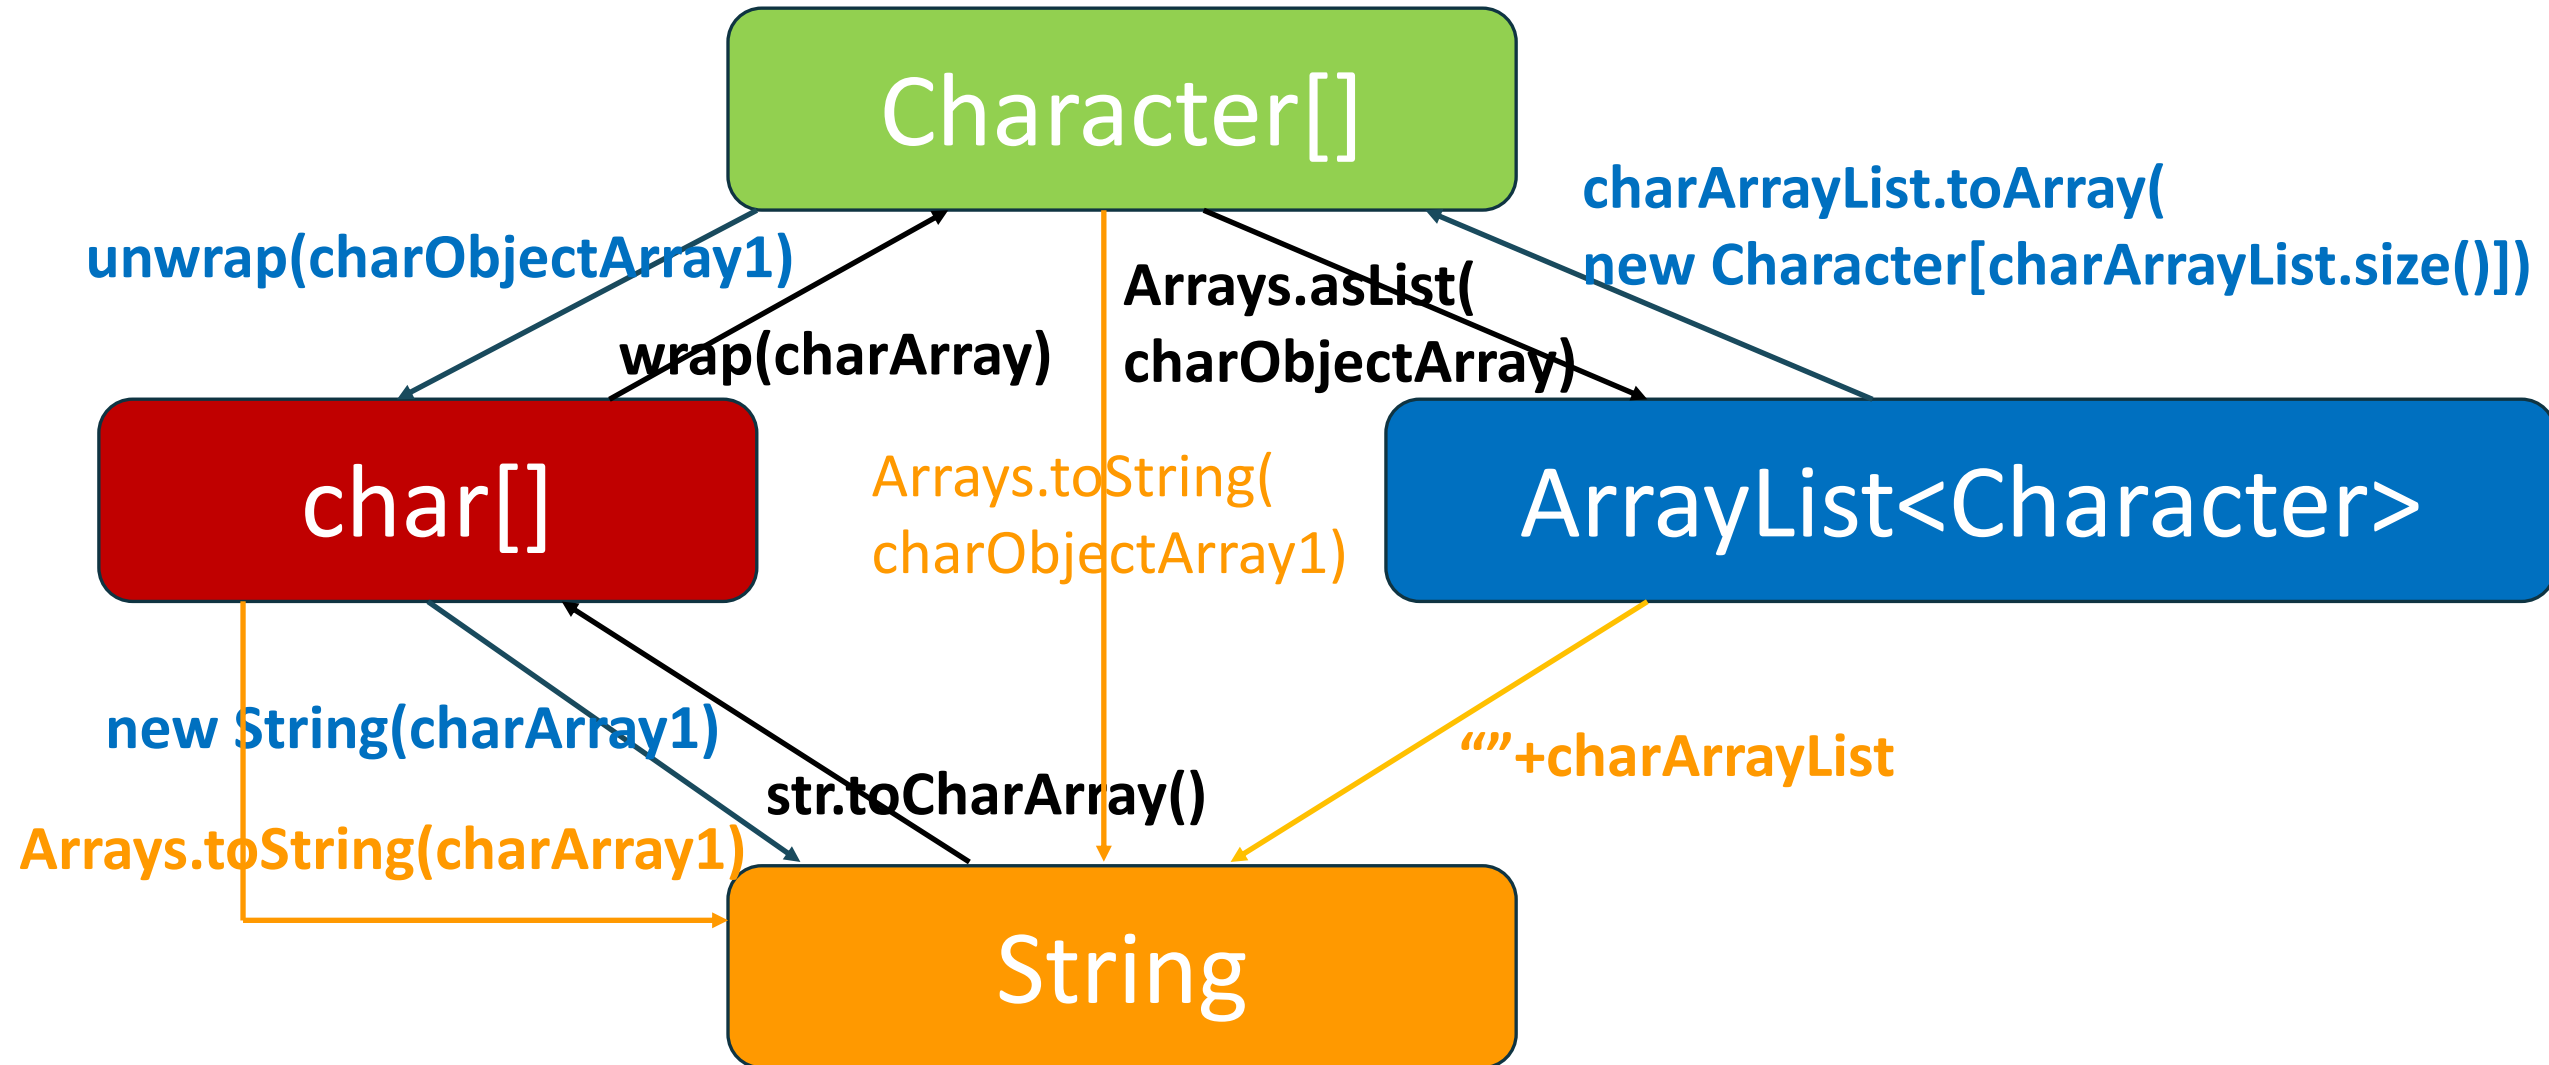 Character[]
charArrayList.toArray(
new Character[charArrayList.size()])
unwrap(charObjectArray1)
Arrays.asList(
charObjectArray)
wrap(charArray)
char[]
Arrays.toString(
charObjectArray1)
ArrayList<Character>
new String(charArray1)
str.toCharArray()
“”+charArrayList
Arrays.toString(charArray1)
String